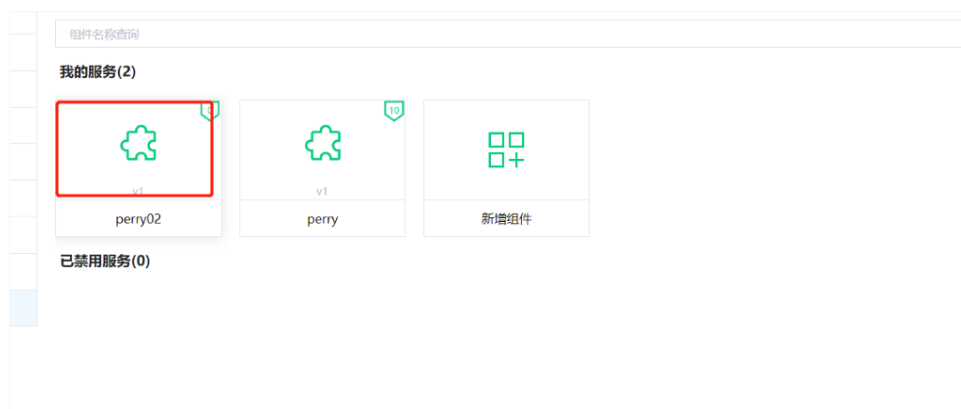 组件名称查询
我的服务(2)
10
v1
v1
perry02
perry
新增组件
已禁用服务(0)